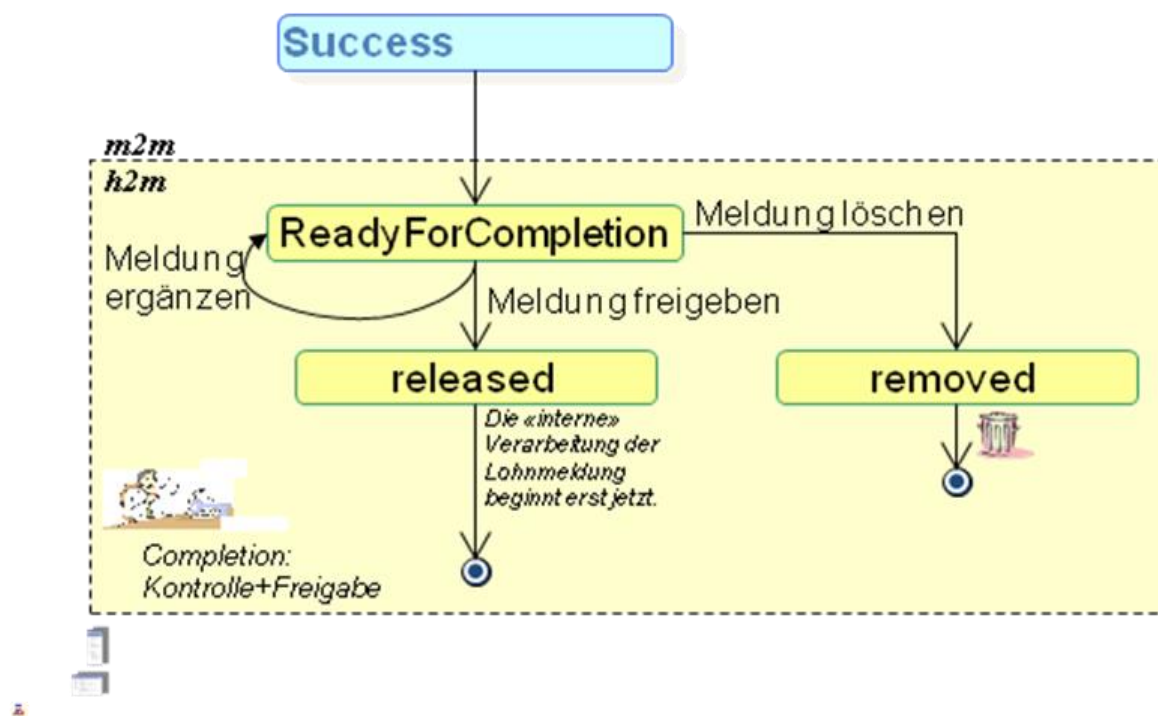 Success
m2m
h2m
ReadyForCompletion
Meldung löschen
Meldung
ergänzen
Meldung freigeben
released
removed
Die «interne»
Verarbeitung der
Lohnmeldung
beginnt erst jetzt.
Completion:
Kontrolle+Freigabe